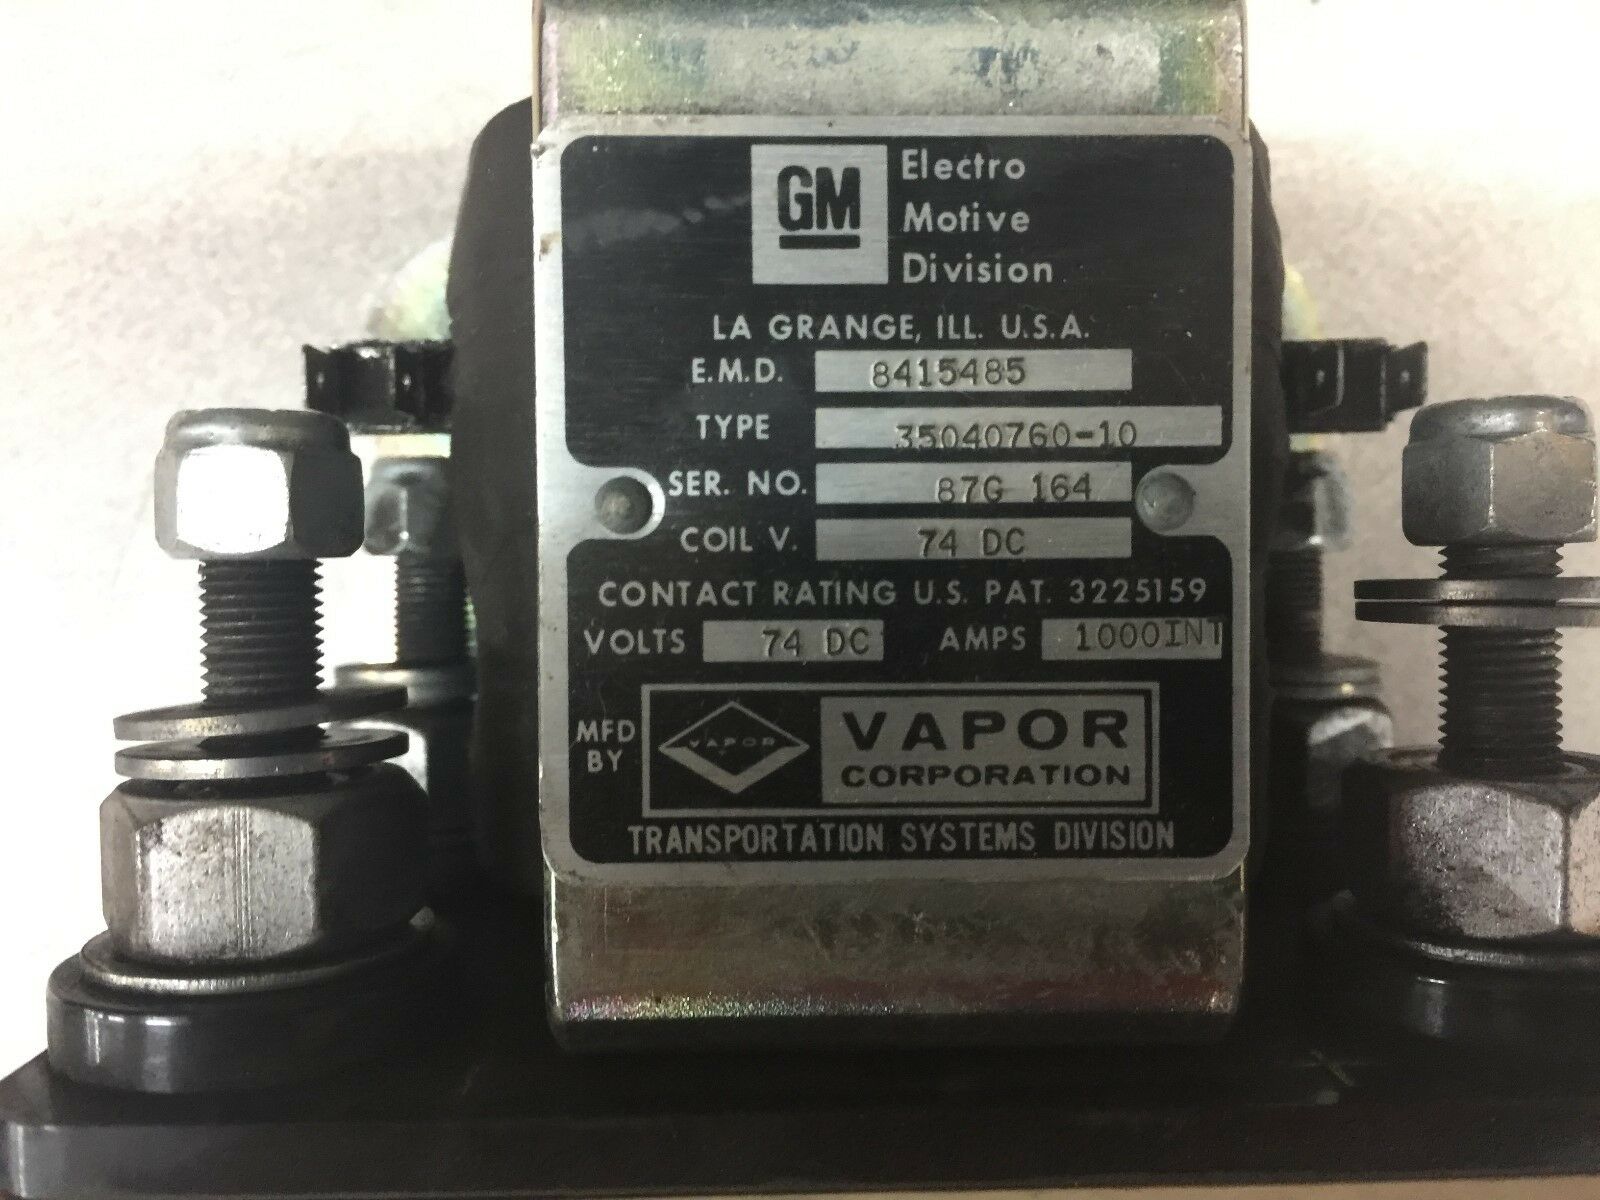 GM
Electro
Motive
Division
LA GRANGE, ILL. U.S.A.
E.M.D. 8415485
TYPE 35040760-10
SER. NO. 87G 164
COIL V. 74 DC
CONTACT RATING U.S. PAT. 3225159
VOLTS 74 DC AMPS 1000INT
MFD
BY
VAPOR
VAPOR
CORPORATION
TRANSPORTATION SYSTEMS DIVISION